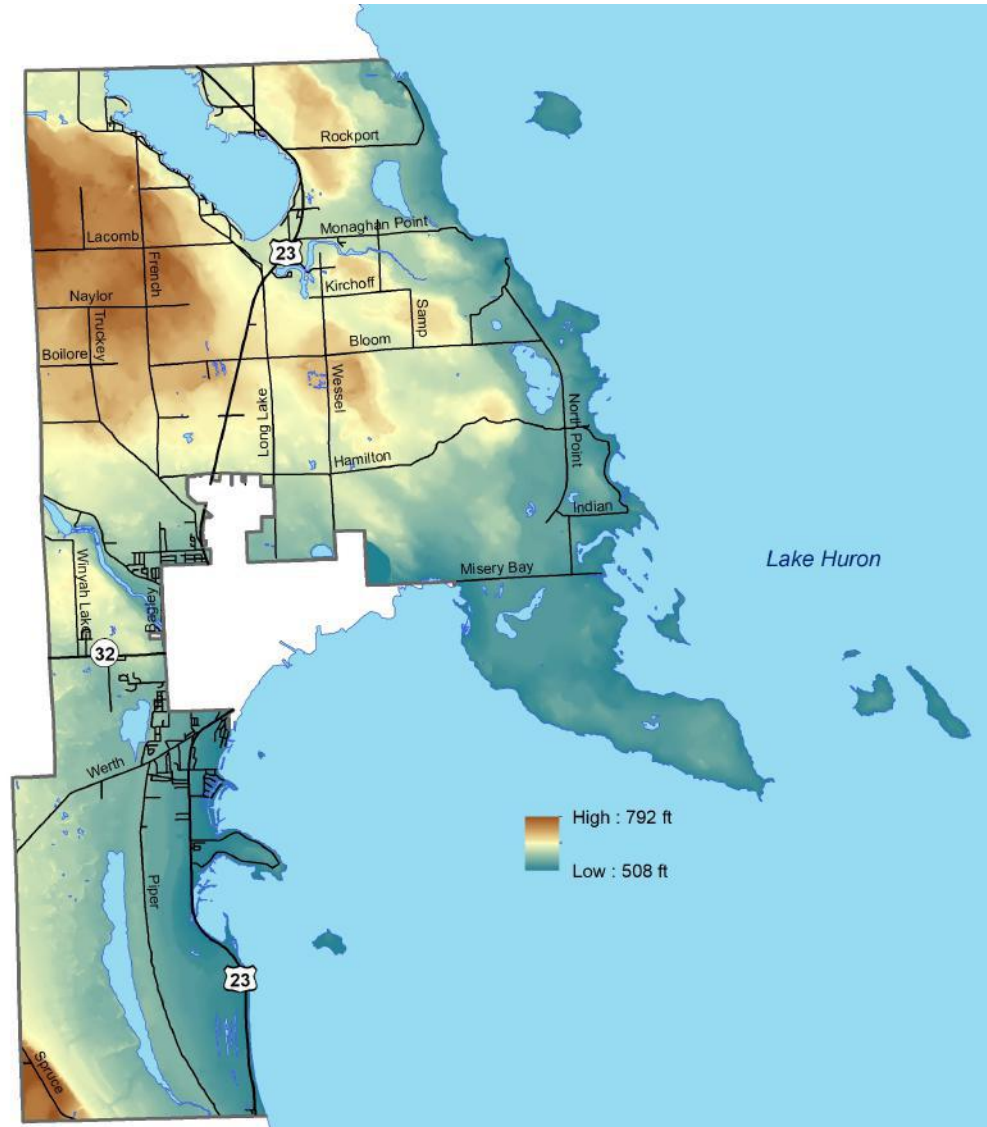 Rockport
Monaghan Point
Lacomb
23
French
Kirchoff
Naylor
Samp
Truckey
Bloom
Boilore
Wessel
Long Lake
North Point
Hamilton
Indian
Lake Huron
Misery Bay
Winyah Lake
Bagley
32
Werth
High : 792 ft
Low : 508 ft
Piper
23
Spruce